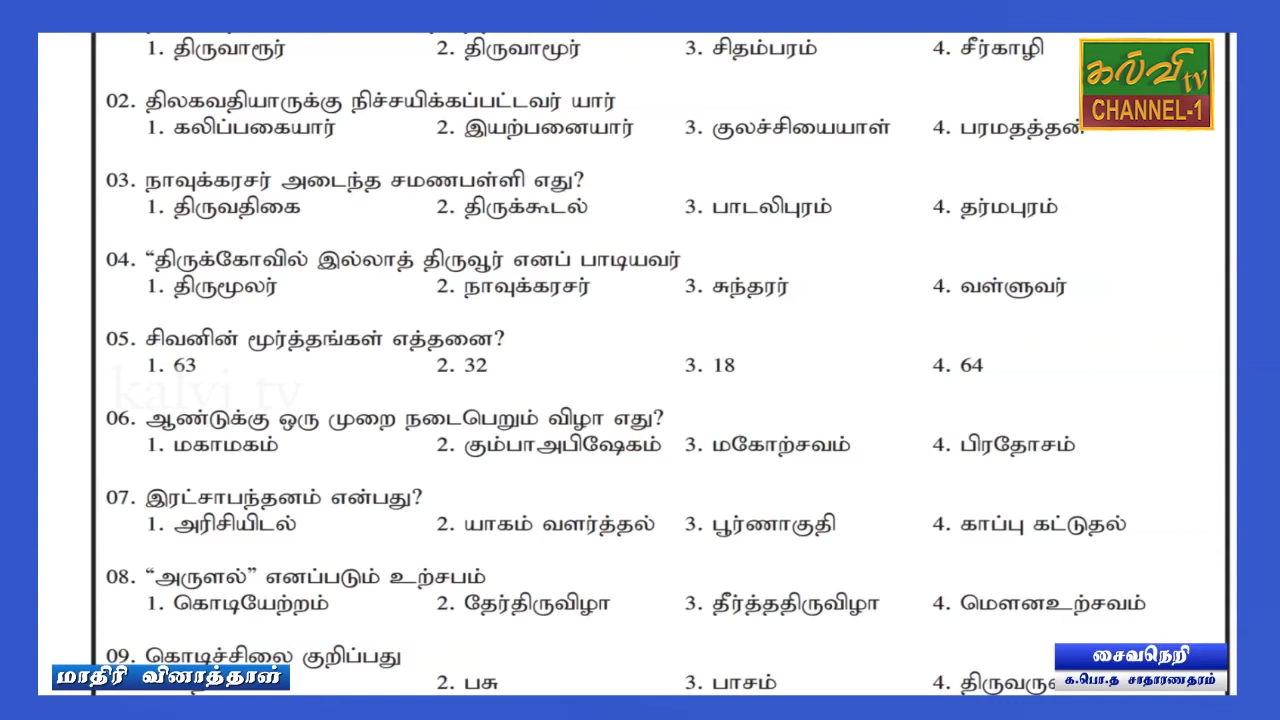 1. திருவாரூர் 2. திருவாமூர் 3. சிதம்பரம் 4. சீர்காழி
கல்வி tv
CHANNEL-1
02. திலகவதியாருக்கு நிச்சயிக்கப்பட்டவர் யார்
1. கலிப்பகையார் 2. இயற்பனையார் 3. குலச்சியையாள் 4. பரமதத்தன்
03. நாவுக்கரசர் அடைந்த சமணபள்ளி எது?
1. திருவதிகை 2. திருக்கூடல் 3. பாடலிபுரம் 4. தர்மபுரம்
04. “திருக்கோவில் இல்லாத் திருவூர் எனப் பாடியவர்
1. திருமூலர் 2. நாவுக்கரசர் 3. சுந்தரர் 4. வள்ளுவர்
05. சிவனின் மூர்த்தங்கள் எத்தனை?
1. 63 2. 32 3. 18 4. 64
kalvi tv
06. ஆண்டுக்கு ஒரு முறை நடைபெறும் விழா எது?
1. மகாமகம் 2. கும்பாஅபிஷேகம் 3. மகோற்சவம் 4. பிரதோசம்
07. இரட்சாபந்தனம் என்பது?
1. அரிசியிடல் 2. யாகம் வளர்த்தல் 3. பூர்ணாகுதி 4. காப்பு கட்டுதல்
08. “அருளல்” எனப்படும் உற்சபம்
1. கொடியேற்றம் 2. தேர்திருவிழா 3. தீர்த்ததிருவிழா 4. மௌனஉற்சவம்
09. கொடிச்சிலை குறிப்பது
2. பசு 3. பாசம் 4.
மாதிரி வினாத்தாள்
சைவநெறி
க.பொ.த சாதாரணதரம்